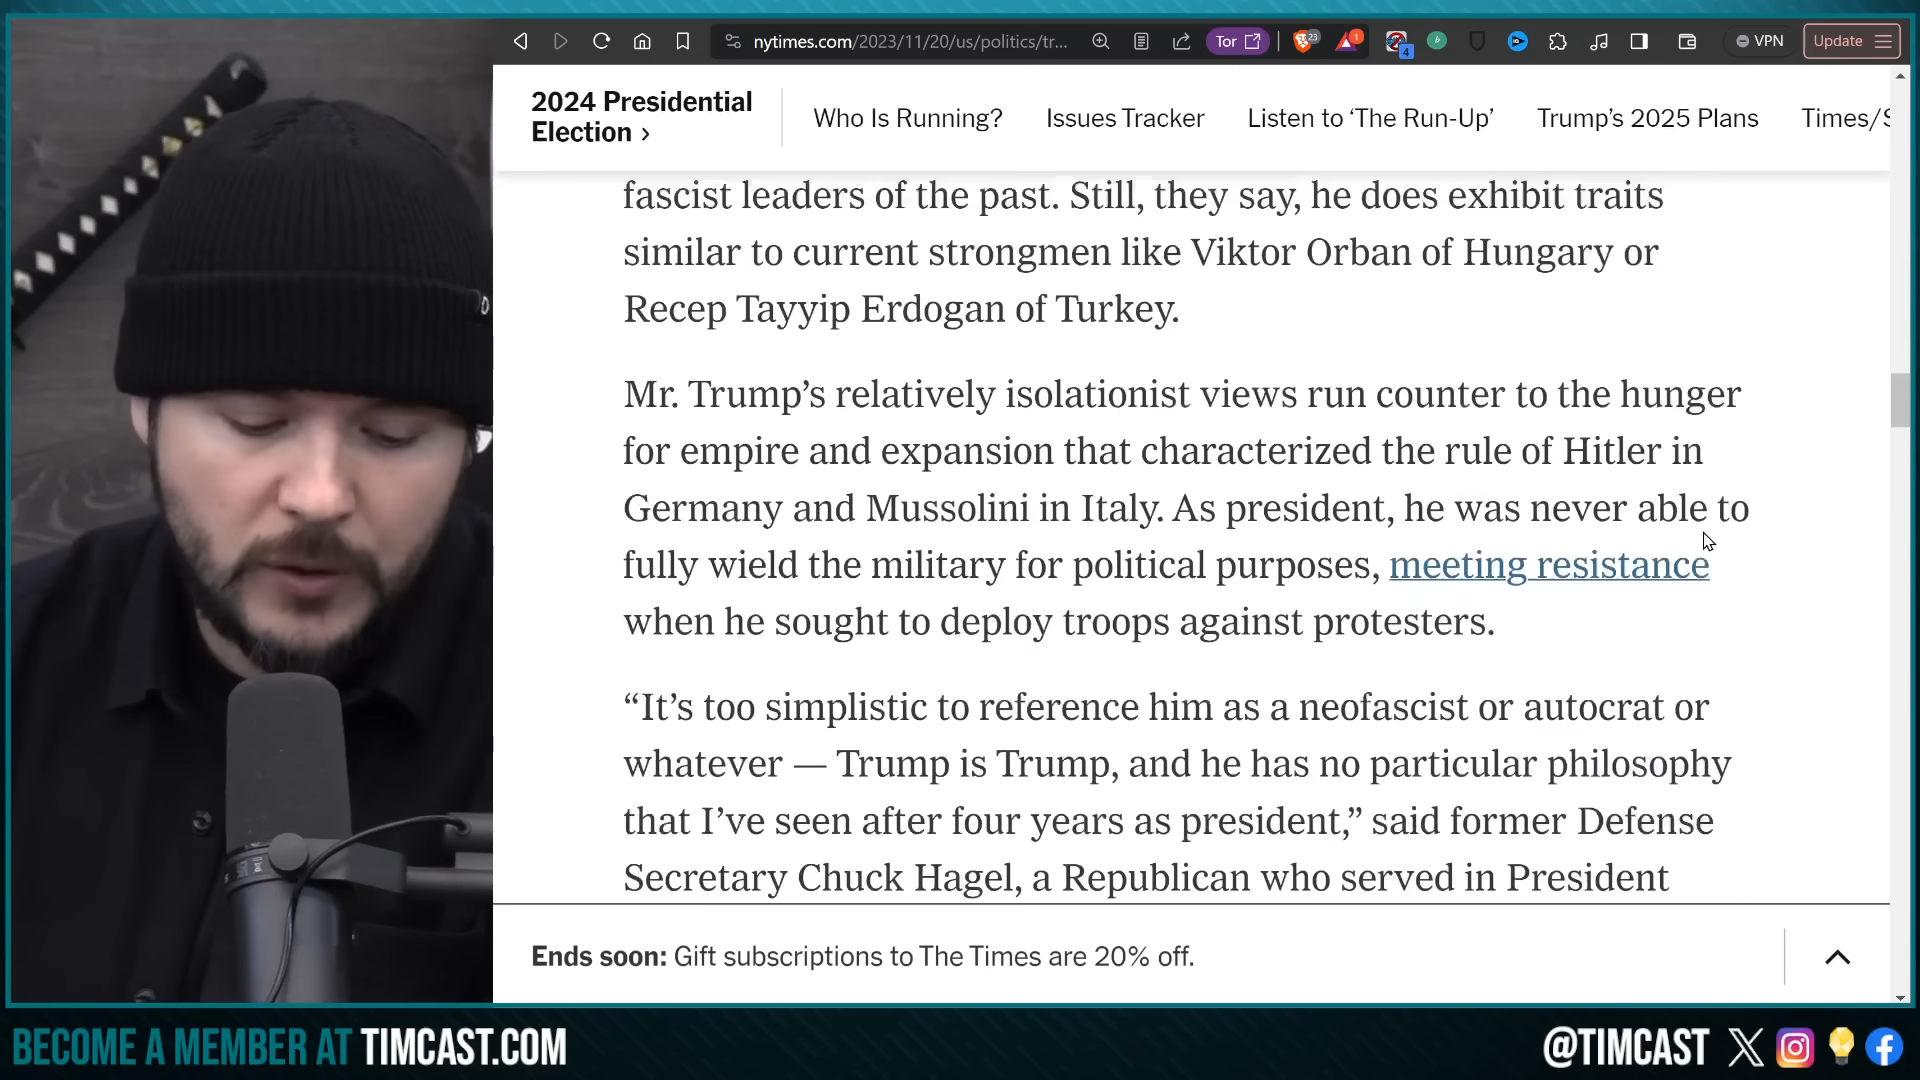 nytimes.com/2023/11/20/us/politics/tr...
Tor
23
1
4
VPN
Update
2024 Presidential
Election ›
Who Is Running?
Issues Tracker
Listen to ‘The Run-Up’
Trump’s 2025 Plans
Times/S
fascist leaders of the past. Still, they say, he does exhibit traits
similar to current strongmen like Viktor Orban of Hungary or
Recep Tayyip Erdogan of Turkey.
Mr. Trump’s relatively isolationist views run counter to the hunger
for empire and expansion that characterized the rule of Hitler in
Germany and Mussolini in Italy. As president, he was never able to
fully wield the military for political purposes, meeting resistance
when he sought to deploy troops against protesters.
“It’s too simplistic to reference him as a neofascist or autocrat or
whatever — Trump is Trump, and he has no particular philosophy
that I’ve seen after four years as president,” said former Defense
Secretary Chuck Hagel, a Republican who served in President
Ends soon: Gift subscriptions to The Times are 20% off.
BECOME A MEMBER AT TIMCAST.COM
@TIMCAST